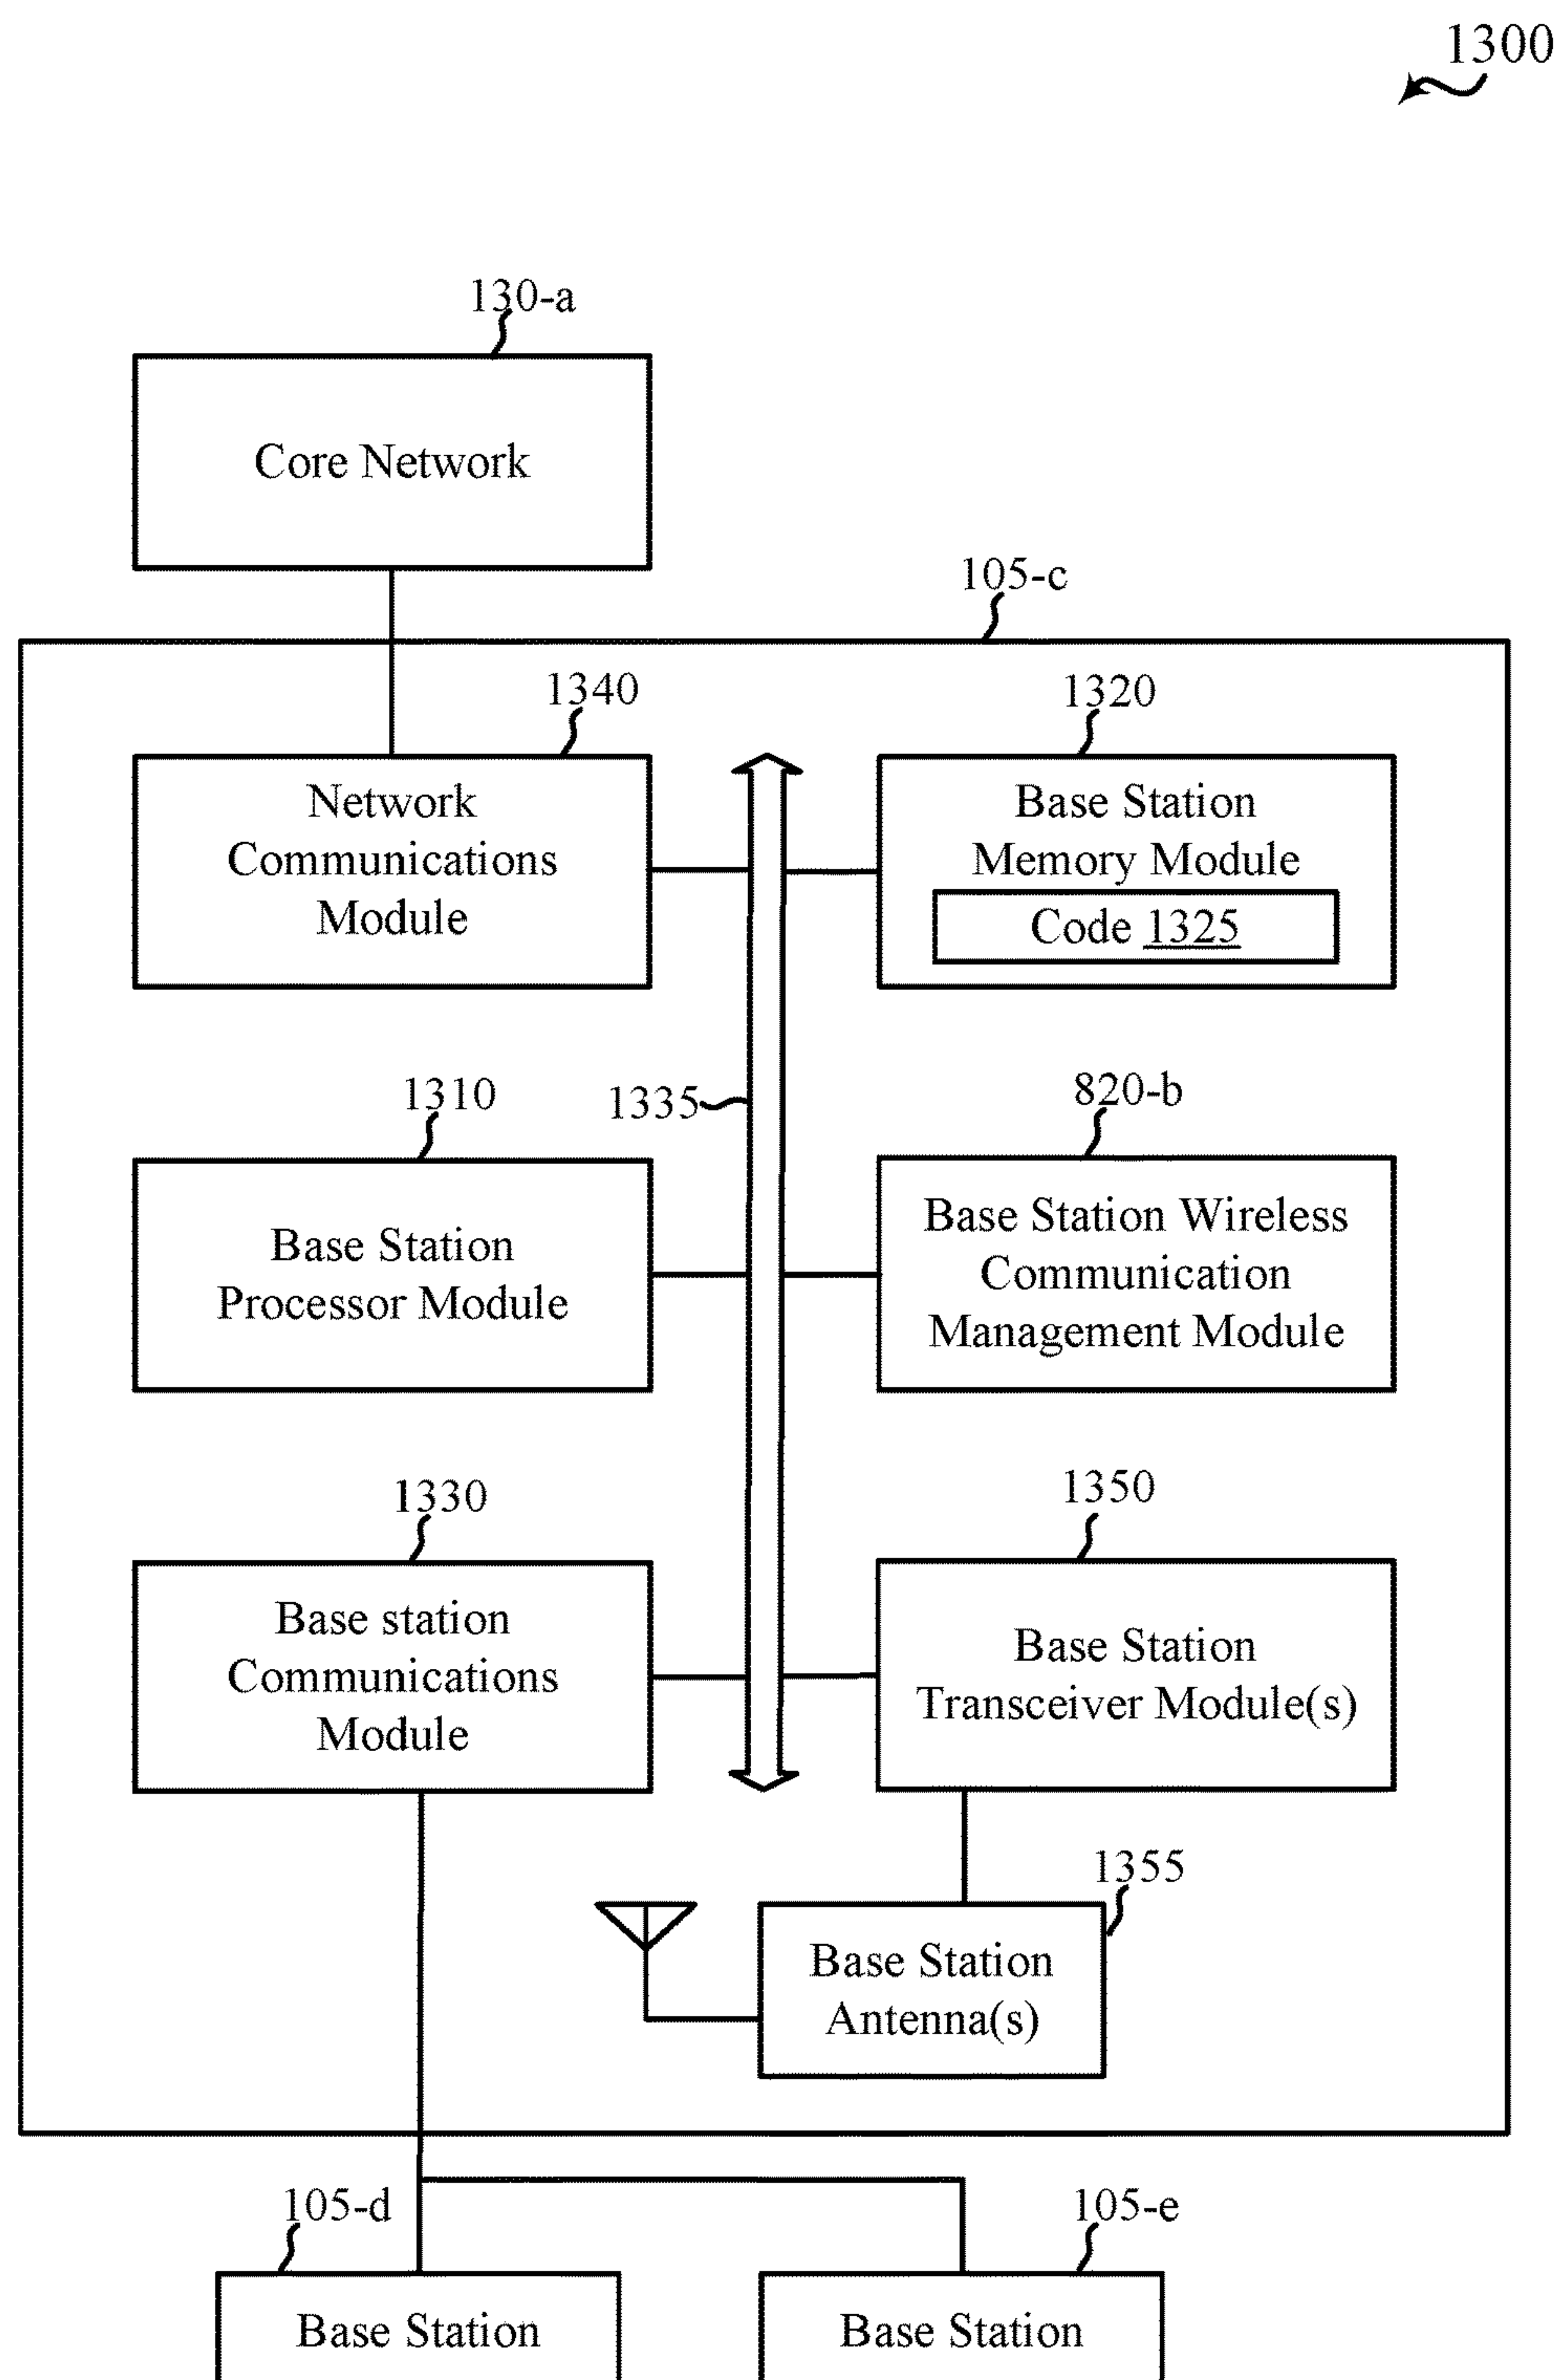 1300
130-a
Core Network
105-c
1340
1320
Network
Communications
Module
Base Station
Memory Module
Code 1325
1310
1335
820-b
Base Station
Processor Module
Base Station Wireless
Communication
Management Module
1330
1350
Base station
Communications
Module
Base Station
Transceiver Module(s)
1355
Base Station
Antenna(s)
105-d
105-e
Base Station
Base Station